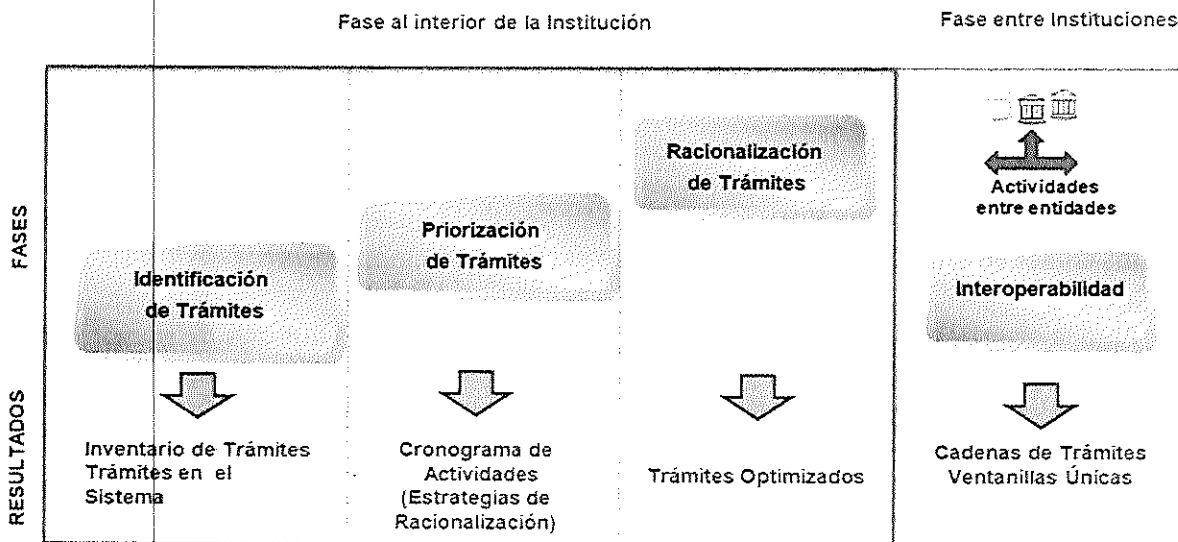 Fase al interior de la Institución
Fase entre Instituciones
FASES
Identificación
de Trámites
Priorización
de Trámites
Racionalización
de Trámites
Actividades
entre entidades
Interoperabilidad
RESULTADOS
Inventario de Trámites
Trámites en el
Sistema
Cronograma de
Actividades
(Estrategias de
Racionalización)
Trámites Optimizados
Cadenas de Trámites
Ventanillas Únicas